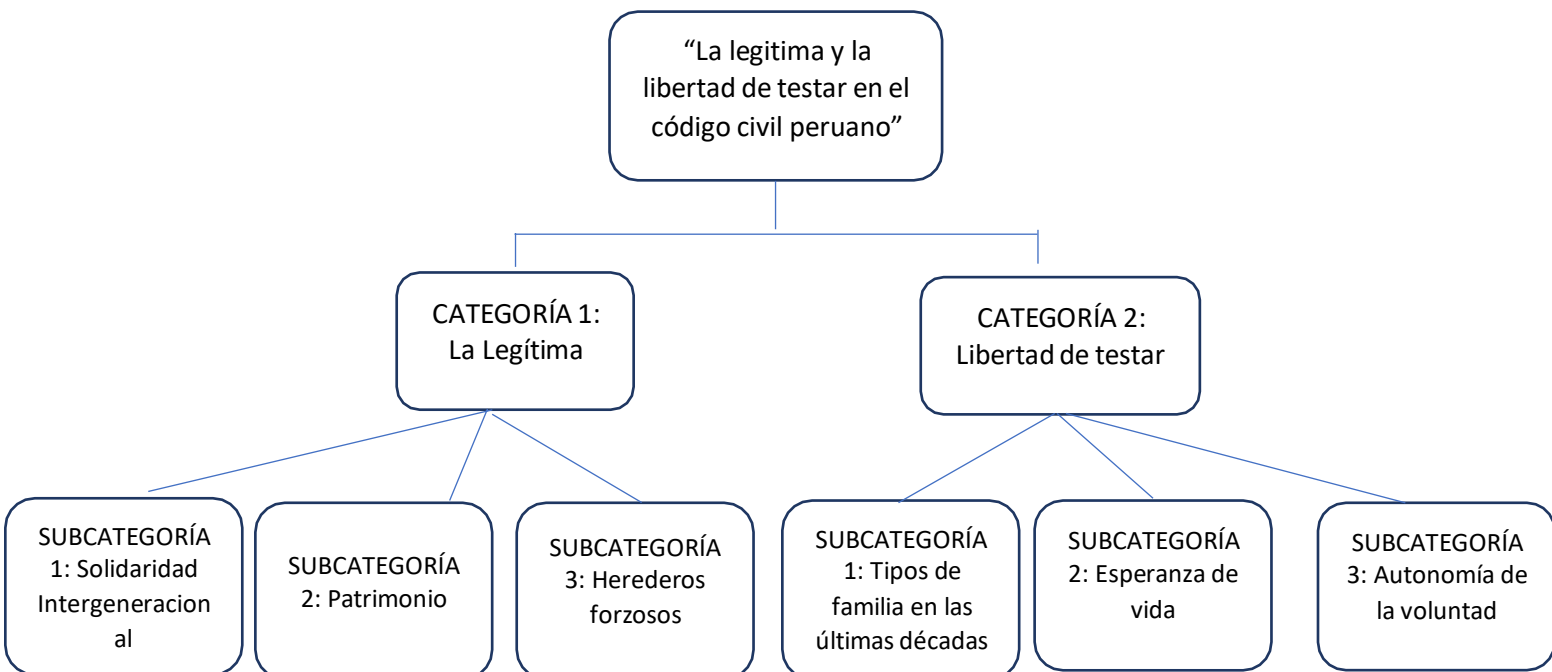 “La legitima y la
libertad de testar en el
código civil peruano”
CATEGORÍA 1:
La Legítima
CATEGORÍA 2:
Libertad de testar
SUBCATEGORÍA
1: Solidaridad
Intergeneracion
al
SUBCATEGORÍA
2: Patrimonio
SUBCATEGORÍA
3: Herederos
forzosos
SUBCATEGORÍA
1: Tipos de
familia en las
últimas décadas
SUBCATEGORÍA
2: Esperanza de
vida
SUBCATEGORÍA
3: Autonomía de
la voluntad